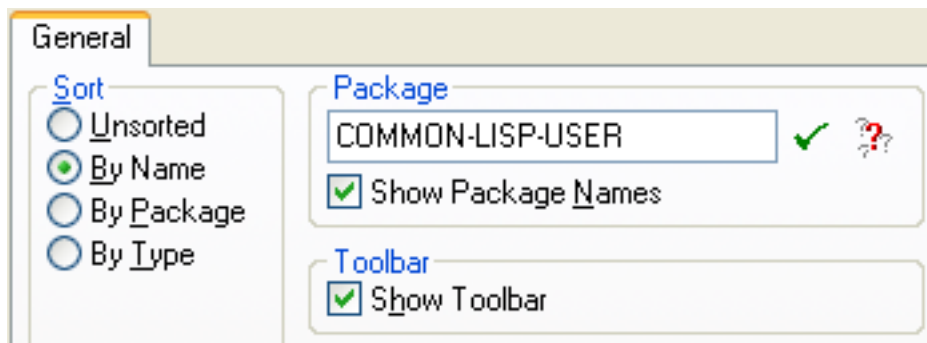 General
Sort
Unsorted
By Name
By Package
By Type
Package
COMMON-LISP-USER
Show Package Names
Toolbar
Show Toolbar